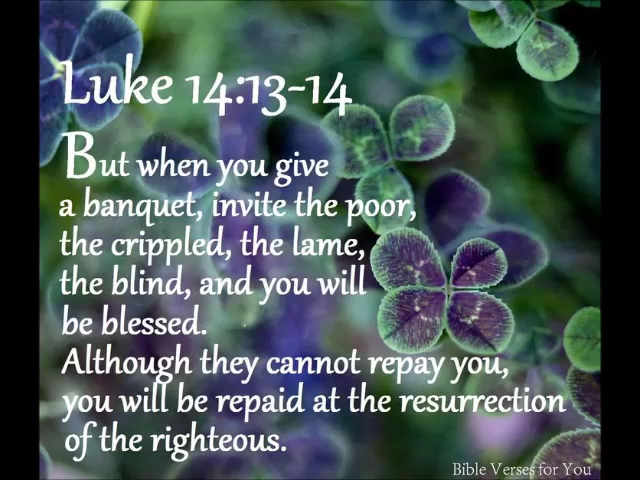 Luke 14:13-14
But when you give
a banquet, invite the poor,
the crippled, the lame,
the blind, and you will
be blessed.
Although they cannot repay you,
you will be repaid at the resurrection
of the righteous.
Bible Verses for You